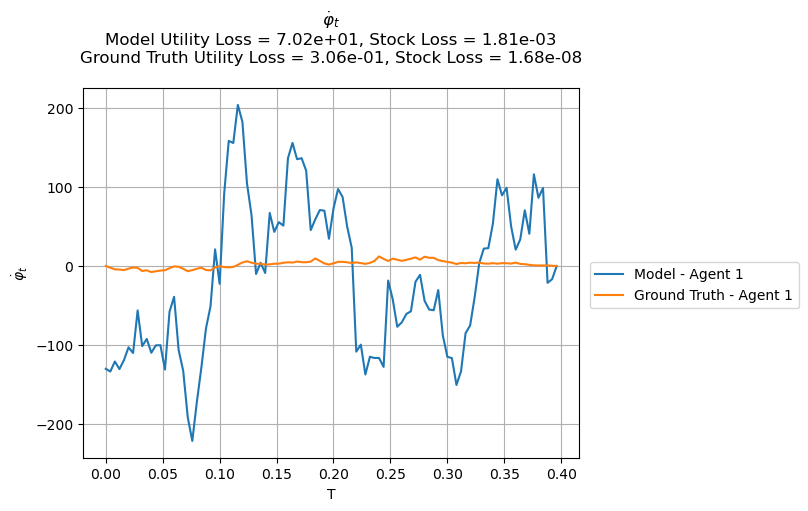 φ̇ₜ
Model Utility Loss = 7.02e+01, Stock Loss = 1.81e-03
Ground Truth Utility Loss = 3.06e-01, Stock Loss = 1.68e-08
φ̇ₜ
200
100
0
−100
−200
0.00 0.05 0.10 0.15 0.20 0.25 0.30 0.35 0.40
T
Model - Agent 1
Ground Truth - Agent 1